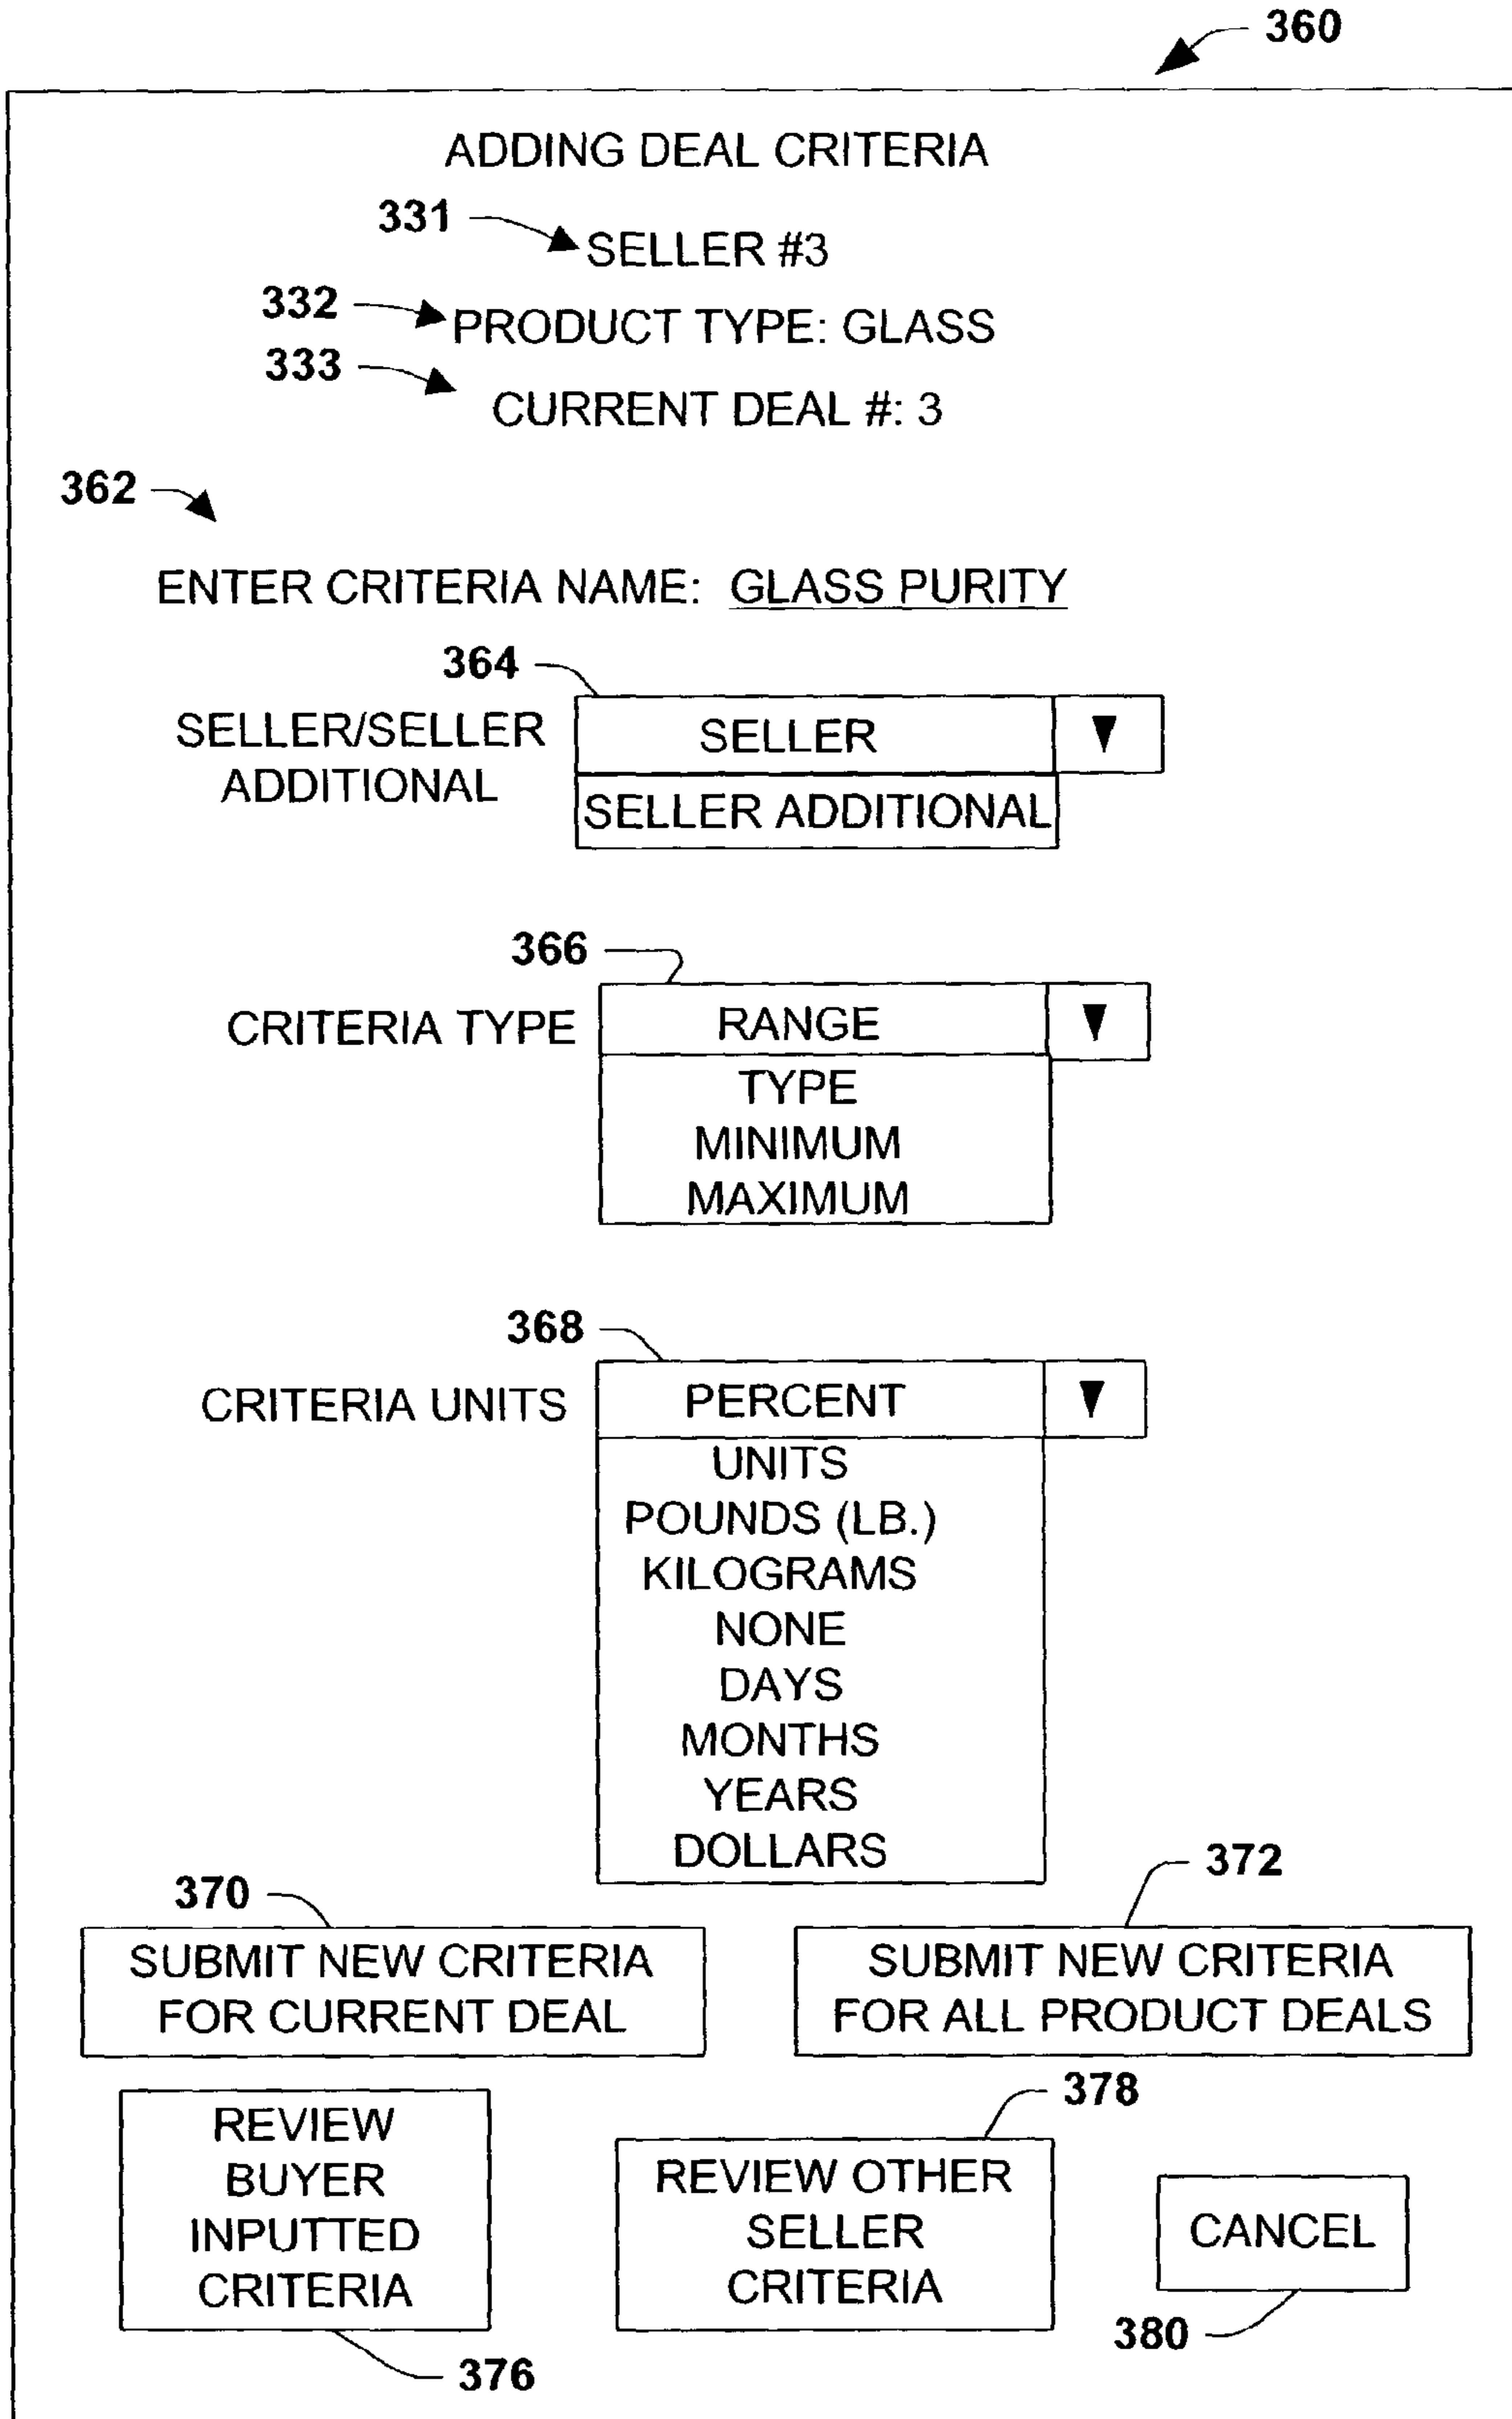 360
ADDING DEAL CRITERIA
331
SELLER #3
332
PRODUCT TYPE: GLASS
333
CURRENT DEAL #: 3
362
ENTER CRITERIA NAME: GLASS PURITY
364
SELLER/SELLER
ADDITIONAL
SELLER
SELLER ADDITIONAL
366
CRITERIA TYPE
RANGE
TYPE
MINIMUM
MAXIMUM
368
CRITERIA UNITS
PERCENT
UNITS
POUNDS (LB.)
KILOGRAMS
NONE
DAYS
MONTHS
YEARS
DOLLARS
370
372
SUBMIT NEW CRITERIA
FOR CURRENT DEAL
SUBMIT NEW CRITERIA
FOR ALL PRODUCT DEALS
378
REVIEW
BUYER
INPUTTED
CRITERIA
REVIEW OTHER
SELLER
CRITERIA
CANCEL
380
376